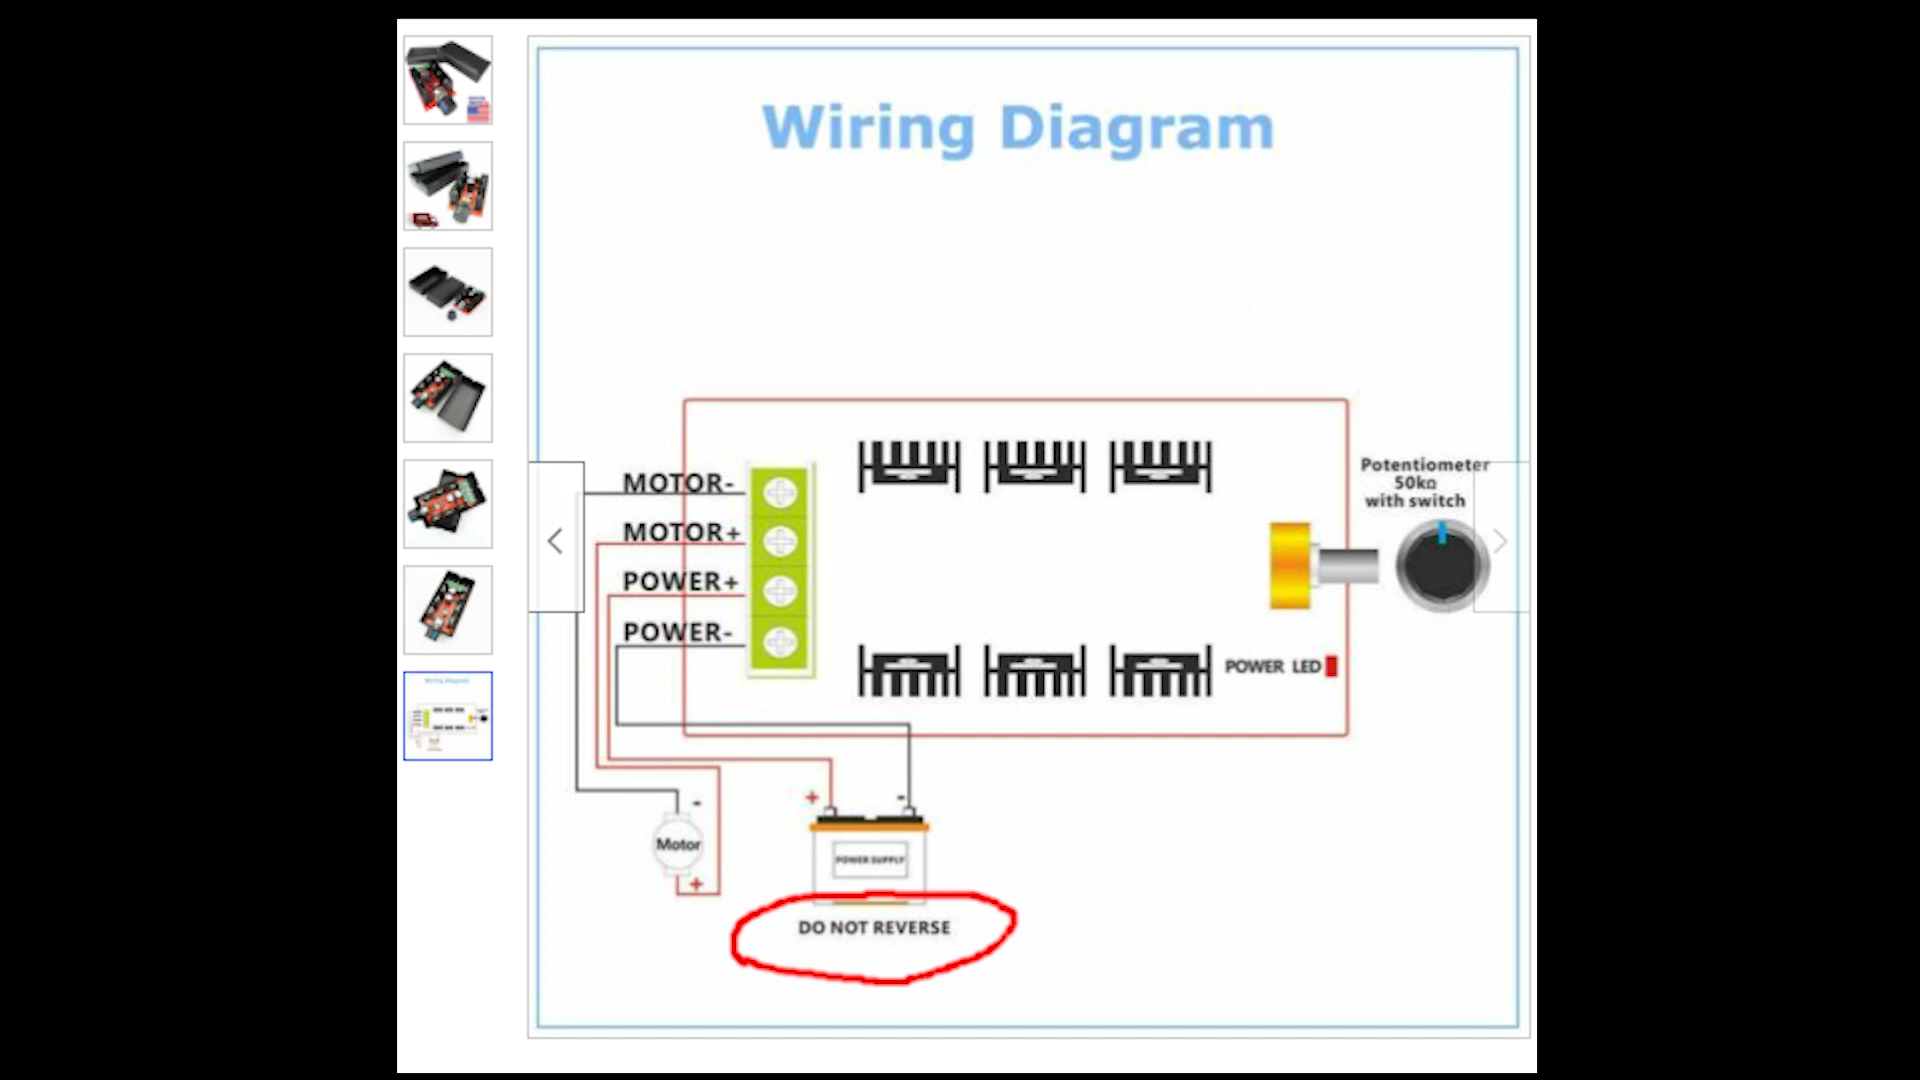 Wiring Diagram
MOTOR-
MOTOR+
POWER+
POWER-
Potentiometer
50kΩ
with switch
POWER LED
+
-
-
Motor
+
POWER SUPPLY
DO NOT REVERSE